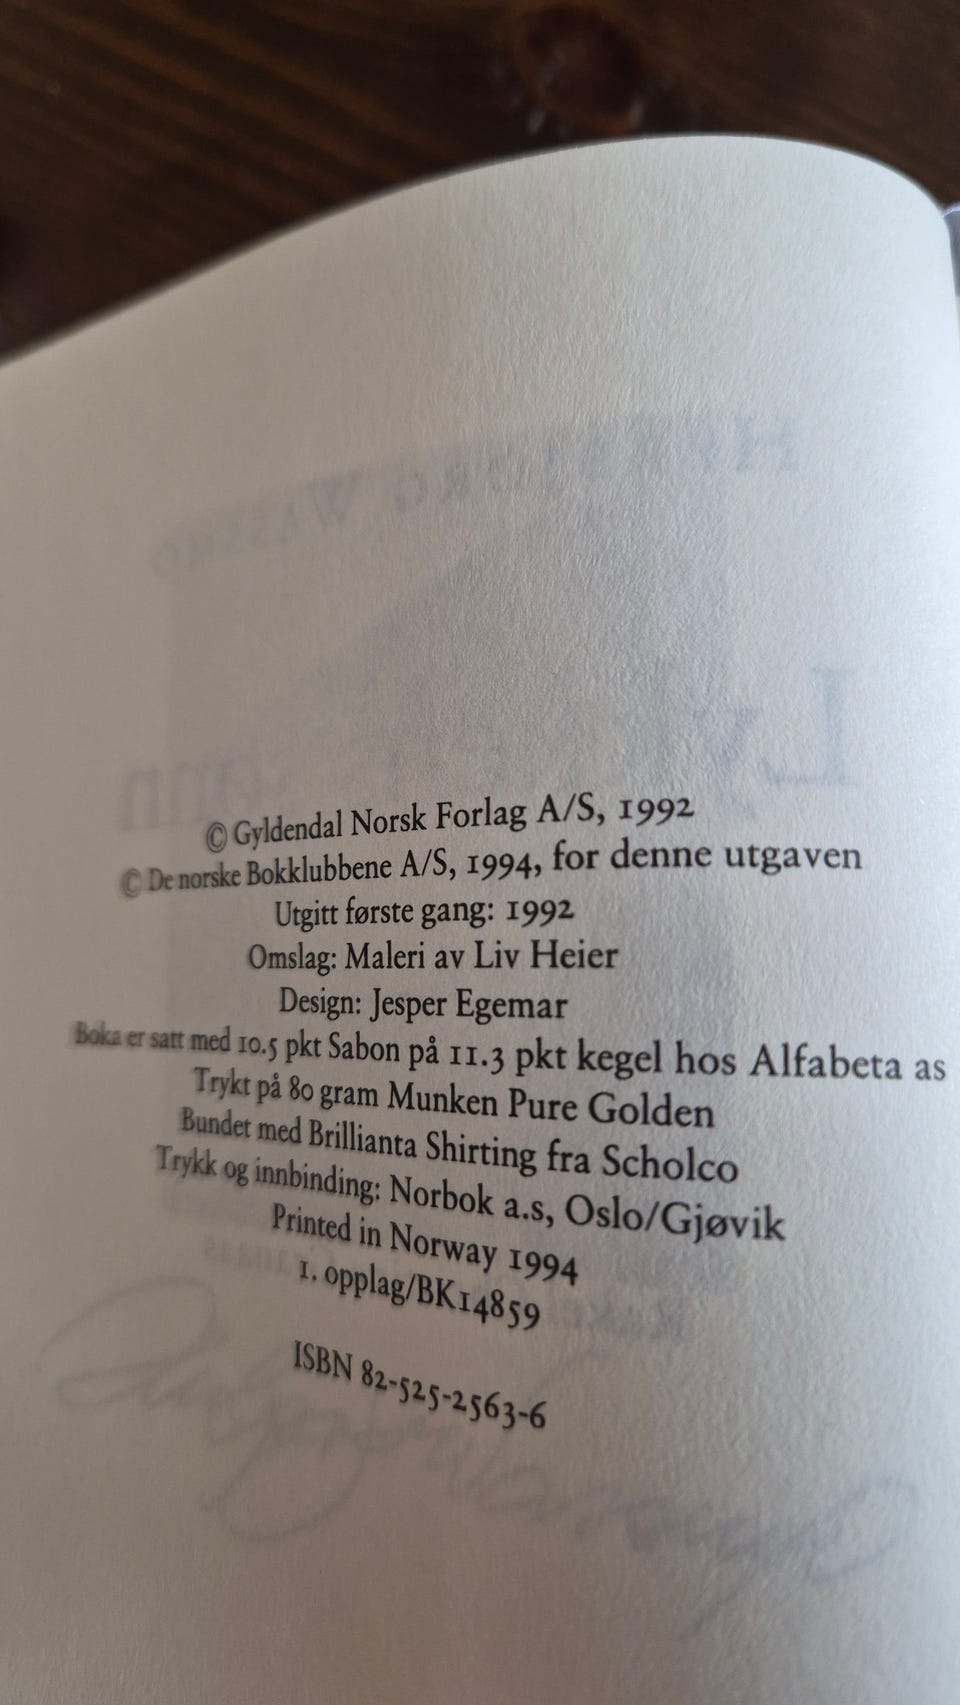 © Gyldendal Norsk Forlag A/S, 1992
© De norske Bokklubbene A/S, 1994, for denne utgaven
Utgitt første gang: 1992
Omslag: Maleri av Liv Heier
Design: Jesper Egemar
Boka er satt med 10.5 pkt Sabon på 11.3 pkt kegel hos Alfabeta as
Trykt på 80 gram Munken Pure Golden
Bundet med Brillianta Shirting fra Scholco
Trykk og innbinding: Norbok a.s, Oslo/Gjøvik
Printed in Norway 1994
1. opplag/BK14859
ISBN 82-525-2563-6